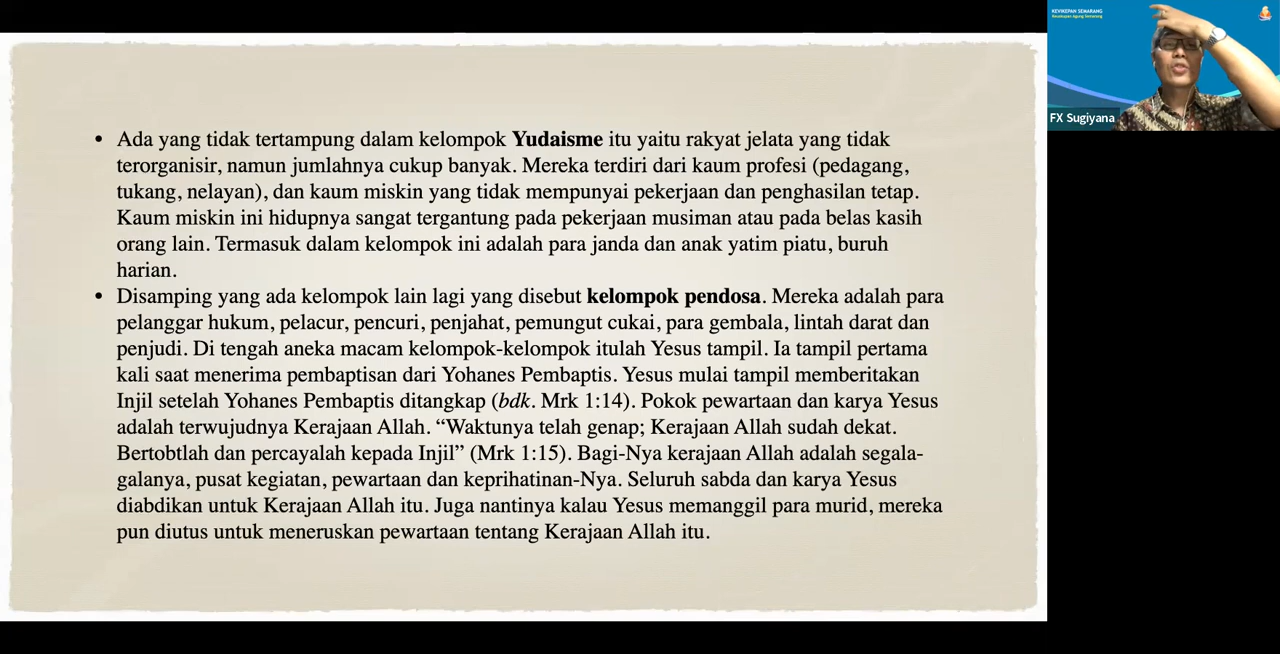 • Ada yang tidak tertampung dalam kelompok Yudaisme itu yaitu rakyat jelata yang tidak
terorganisir, namun jumlahnya cukup banyak. Mereka terdiri dari kaum profesi (pedagang,
tukang, nelayan), dan kaum miskin yang tidak mempunyai pekerjaan dan penghasilan tetap.
Kaum miskin ini hidupnya sangat tergantung pada pekerjaan musiman atau pada belas kasih
orang lain. Termasuk dalam kelompok ini adalah para janda dan anak yatim piatu, buruh
harian.
• Disamping yang ada kelompok lain lagi yang disebut kelompok pendosa. Mereka adalah para
pelanggar hukum, pelacur, pencuri, penjahat, pemungut cukai, para gembala, lintah darat dan
penjudi. Di tengah aneka macam kelompok-kelompok itulah Yesus tampil. Ia tampil pertama
kali saat menerima pembaptisan dari Yohanes Pembaptis. Yesus mulai tampil memberitakan
Injil setelah Yohanes Pembaptis ditangkap (bdk. Mrk 1:14). Pokok pewartaan dan karya Yesus
adalah terwujudnya Kerajaan Allah. “Waktunya telah genap; Kerajaan Allah sudah dekat.
Bertobtlah dan percayalah kepada Injil” (Mrk 1:15). Bagi-Nya kerajaan Allah adalah segala-
galanya, pusat kegiatan, pewartaan dan keprihatinan-Nya. Seluruh sabda dan karya Yesus
diabdikan untuk Kerajaan Allah itu. Juga nantinya kalau Yesus memanggil para murid, mereka
pun diutus untuk meneruskan pewartaan tentang Kerajaan Allah itu.
KEVIKEPAN SEMARANG
Keuskupan Agung Semarang
FX Sugiyana